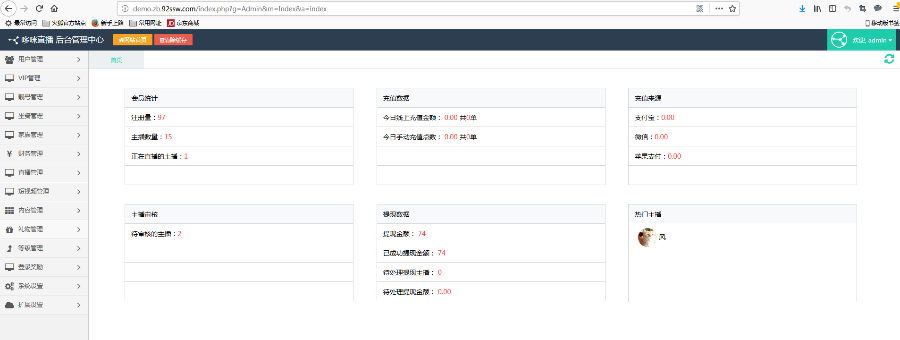 demo.zb.92ssw.com/index.php?g=Admin&m=Index&a=index
最常访问 火狐官方站点 新手上路 常用网址 JD 京东商城 移动版书签
哆咪直播 后台管理中心 清除缓存 欢迎, admin
用户管理
VIP管理
靓号管理
坐骑管理
家族管理
财务管理
直播管理
短视频管理
内容管理
礼物管理
等级管理
登录奖励
系统设置
扩展设置
首页
会员统计
注册量：97
主播数量：15
正在直播的主播：1
充值数据
今日线上充值金额： 0.00 共0单
今日手动充值点数： 0.00 共0单
充值来源
支付宝：0.00
微信：0.00
苹果支付：0.00
主播审核
待审核的主播：2
提现数据
提现金额： 74
已成功提现金额： 74
待处理提现主播： 0
待处理提现金额： 0.00
热门主播
风